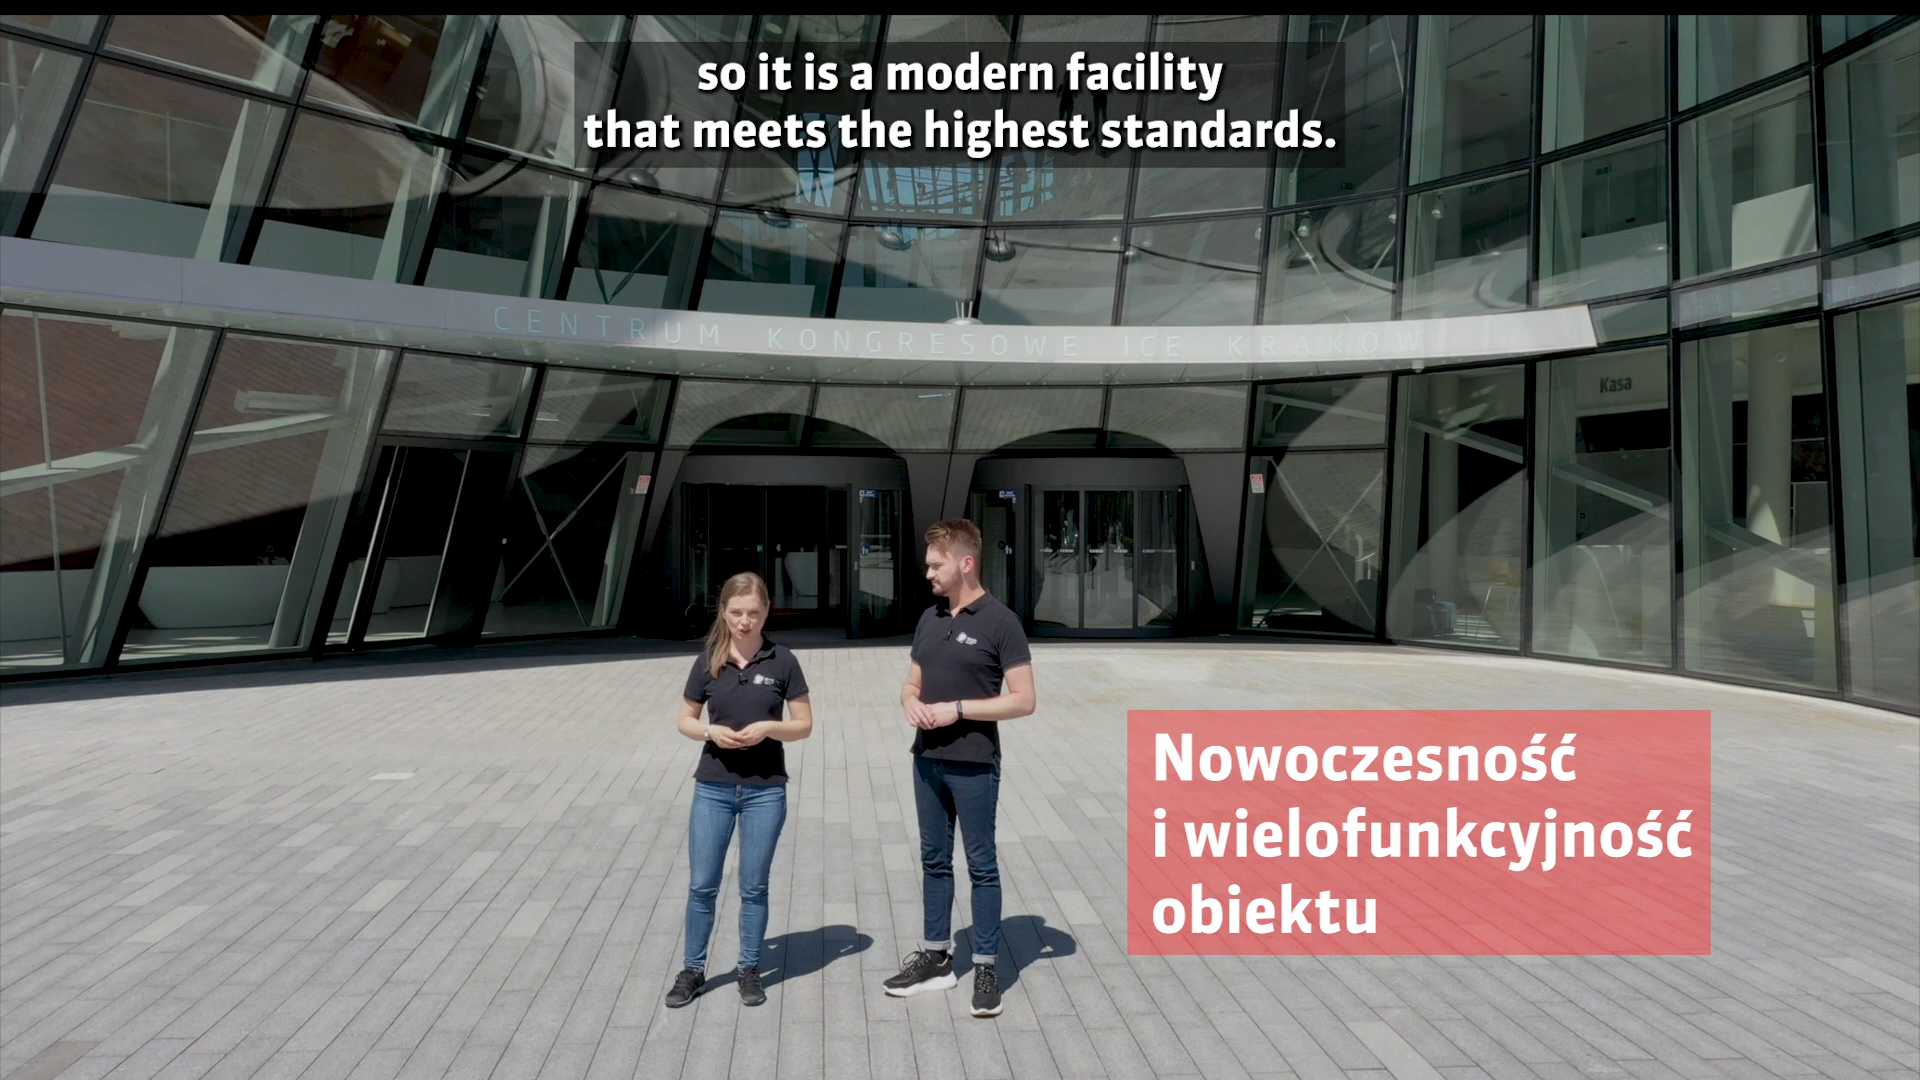 so it is a modern facility
that meets the highest standards.
CENTRUM KONGRESOWE ICE KRAKÓW
Kasa
Nowoczesność
i wielofunkcyjność
obiektu